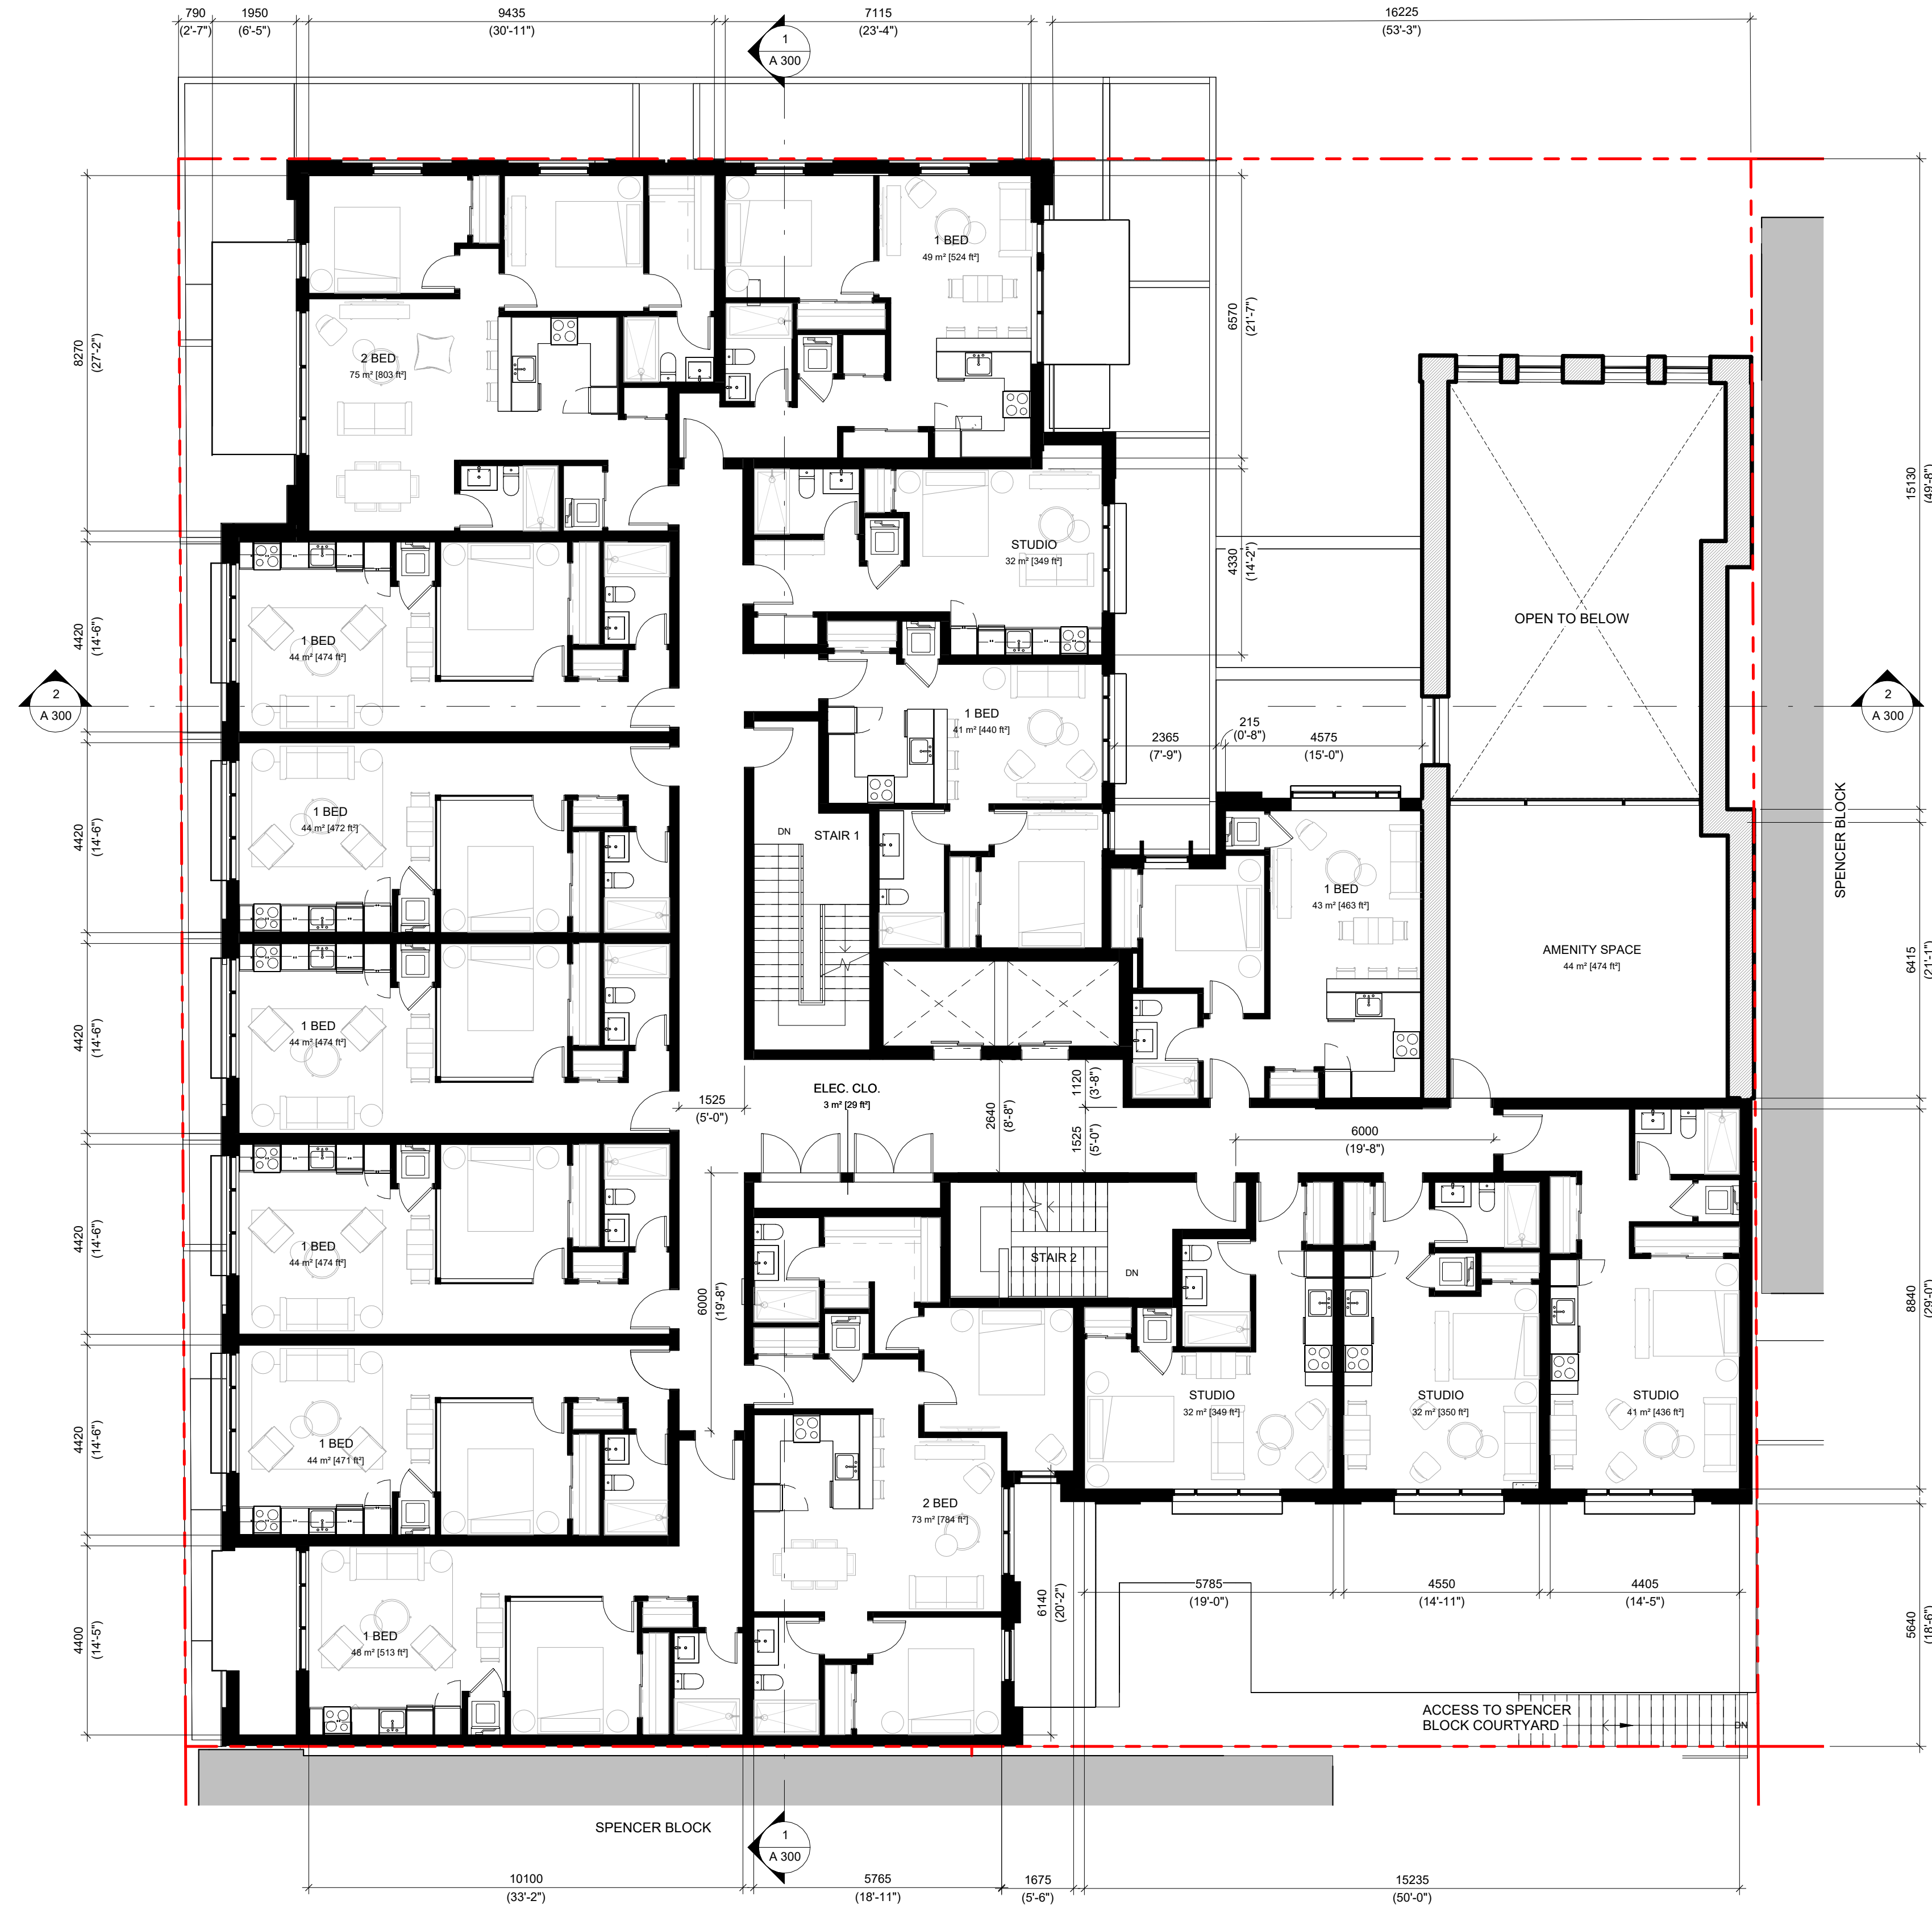 790
(2'-7")
1950
(6'-5")
9435
(30'-11")
7115
(23'-4")
16225
(53'-3")
1
A 300
8270
(27'-2")
2 BED
75 m² [803 ft²]
1 BED
49 m² [524 ft²]
6570
(21'-7")
15130
(49'-8")
STUDIO
32 m² [349 ft²]
4330
(14'-2")
4420
(14'-6")
1 BED
44 m² [474 ft²]
OPEN TO BELOW
2
A 300
1 BED
41 m² [440 ft²]
2365
(7'-9")
215
(0'-8")
4575
(15'-0")
2
A 300
4420
(14'-6")
1 BED
44 m² [472 ft²]
DN
STAIR 1
SPENCER BLOCK
1 BED
43 m² [463 ft²]
AMENITY SPACE
44 m² [474 ft²]
6415
(21'-1")
4420
(14'-6")
1 BED
44 m² [474 ft²]
1525
(5'-0")
ELEC. CLO.
3 m² [29 ft²]
2640
(8'-8")
1120
(3'-8")
1525
(5'-0")
6000
(19'-8")
4420
(14'-6")
1 BED
44 m² [474 ft²]
6000
(19'-8")
STAIR 2
DN
8840
(29'-0")
4420
(14'-6")
1 BED
44 m² [471 ft²]
STUDIO
32 m² [349 ft²]
STUDIO
32 m² [350 ft²]
STUDIO
41 m² [436 ft²]
2 BED
73 m² [784 ft²]
4400
(14'-5")
1 BED
48 m² [513 ft²]
6140
(20'-2")
5785
(19'-0")
4550
(14'-11")
4405
(14'-5")
5640
(18'-6")
ACCESS TO SPENCER
BLOCK COURTYARD
DN
SPENCER BLOCK
1
A 300
10100
(33'-2")
5765
(18'-11")
1675
(5'-6")
15235
(50'-0")